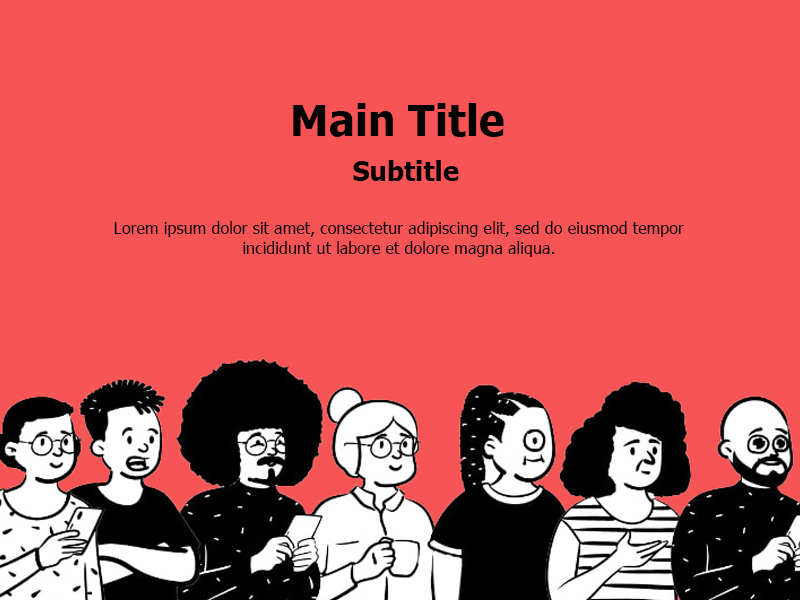 Main Title
Subtitle
Lorem ipsum dolor sit amet, consectetur adipiscing elit, sed do eiusmod tempor
incididunt ut labore et dolore magna aliqua.